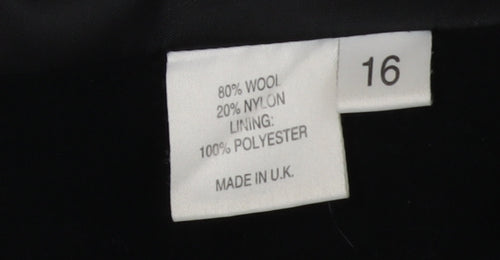 80% WOOL
20% NYLON
LINING:
100% POLYESTER
MADE IN U.K.
16